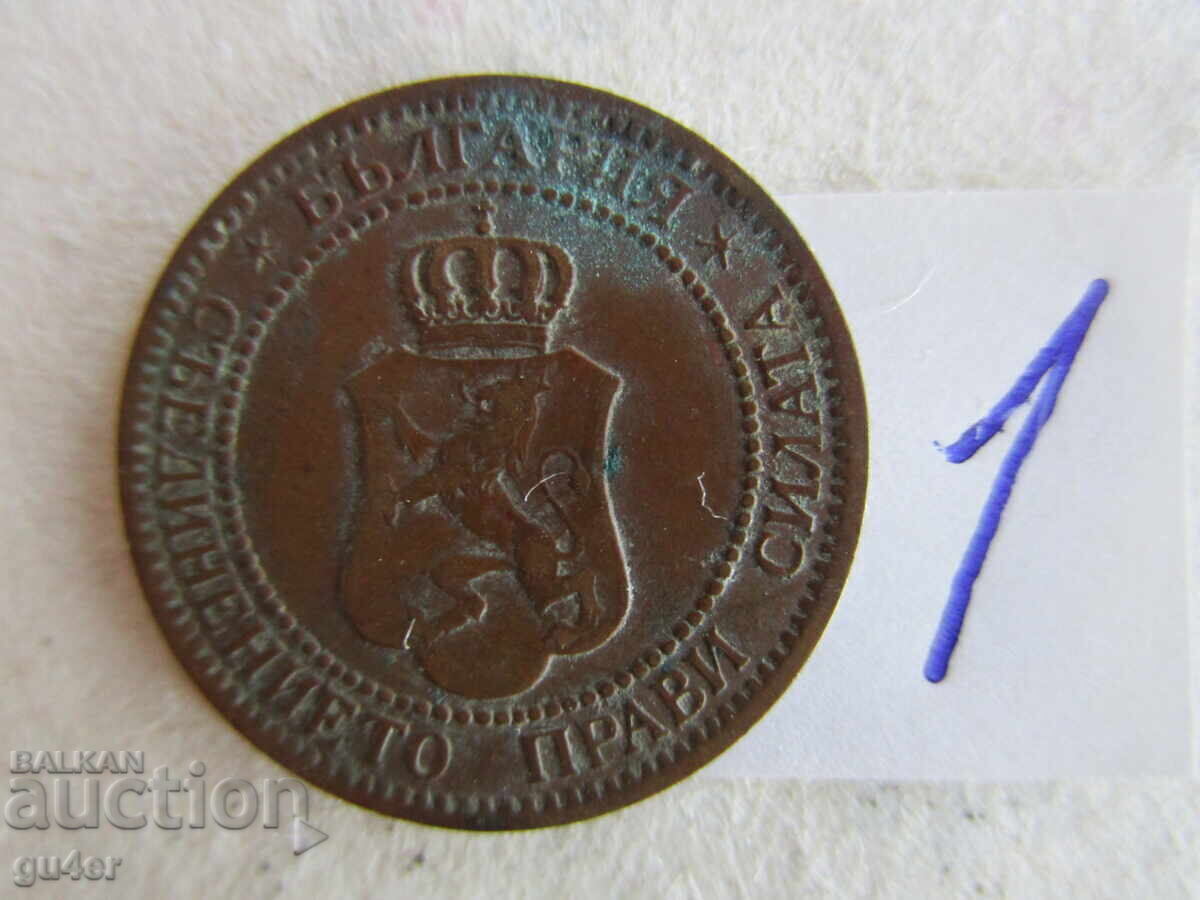 * БЪЛГАРИЯ *
СЪЕДИНЕНИЕТО ПРАВИ СИЛАТА
1
BALKAN
auction
gu4er